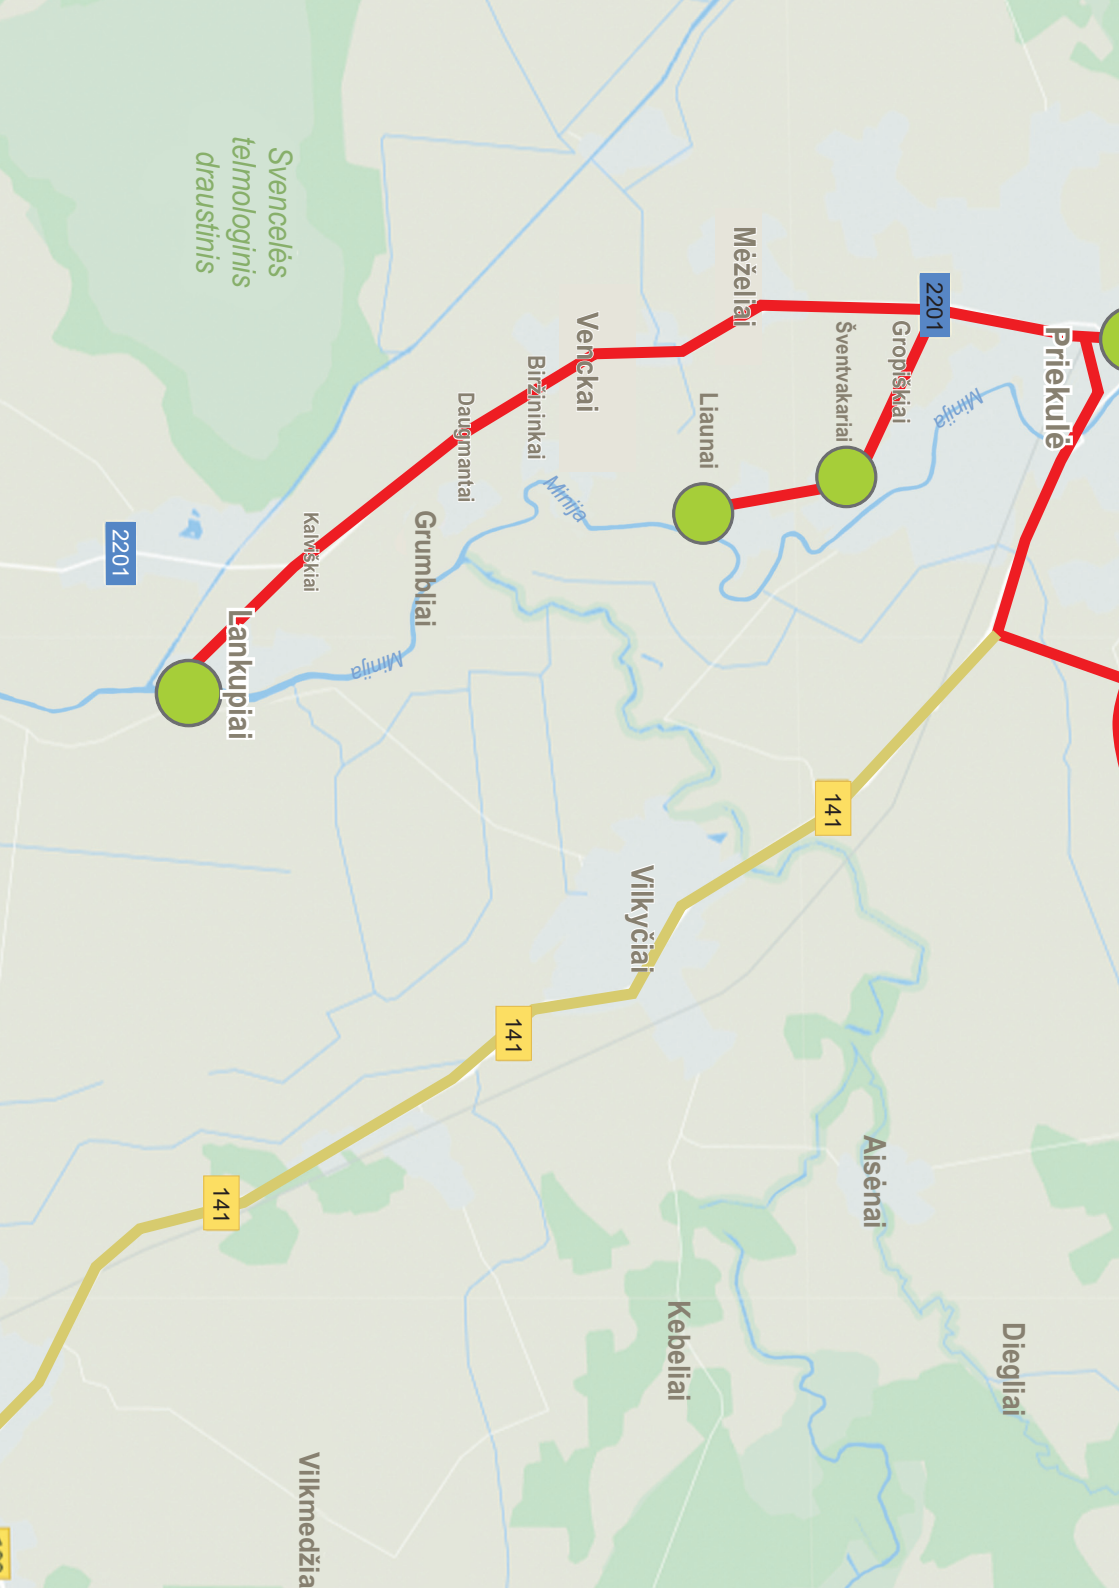 Priekulė
2201
Gropiškiai
Šventvakariai
Mėželiai
Liaunai
Minija
Venckai
Biržininkai
Daugmantai
Minija
Grumbliai
Kalviškiai
Lankupiai
Minija
Svencelės
telmologinis
draustinis
2201
141
Vilkyčiai
141
141
Aisėnai
Diegliai
Kebeliai